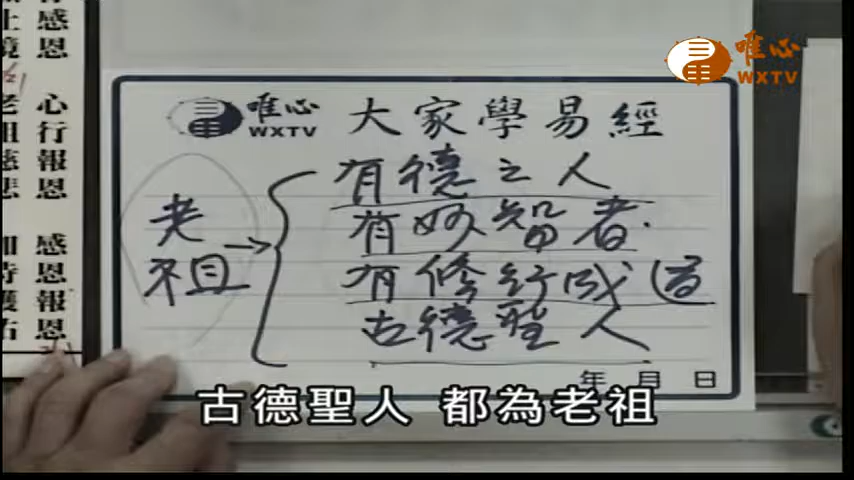 唯心
WXTV
唯心
WXTV
大家學易經
老祖
有德之人
有妙智者
有修行成道
古德聖人
年 月 日
感恩
心行報恩
感恩報恩
古德聖人 都為老祖